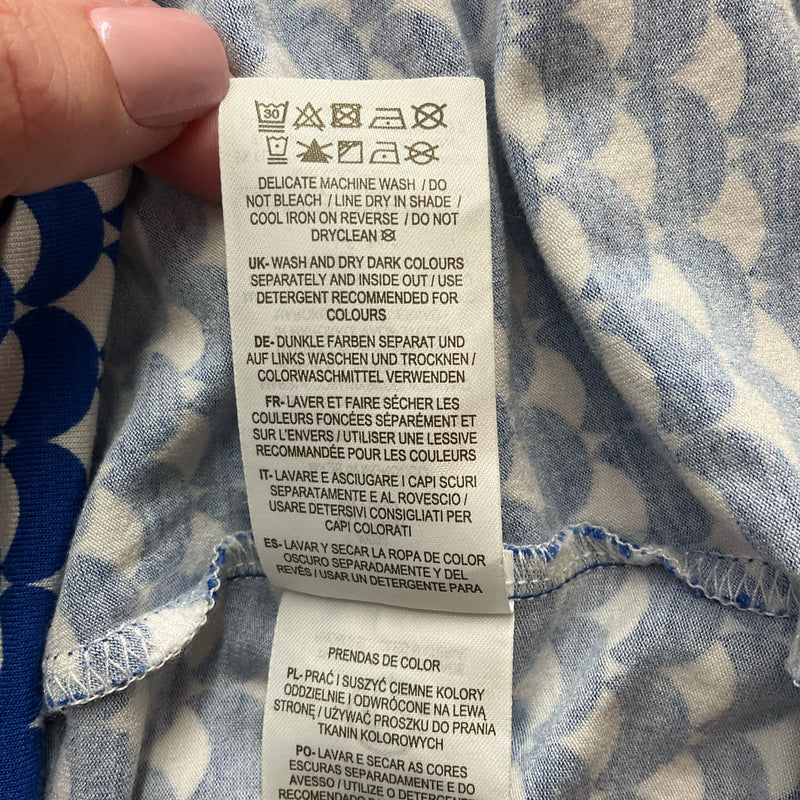 30
DELICATE MACHINE WASH / DO
NOT BLEACH / LINE DRY IN SHADE /
COOL IRON ON REVERSE / DO NOT
DRYCLEAN
UK- WASH AND DRY DARK COLOURS
SEPARATELY AND INSIDE OUT / USE
DETERGENT RECOMMENDED FOR
COLOURS
DE- DUNKLE FARBEN SEPARAT UND
AUF LINKS WASCHEN UND TROCKNEN /
COLORWASCHMITTEL VERWENDEN
FR- LAVER ET FAIRE SÉCHER LES
COULEURS FONCÉES SÉPARÉMENT ET
SUR L'ENVERS / UTILISER UNE LESSIVE
RECOMMANDÉE POUR LES COULEURS
IT- LAVARE E ASCIUGARE I CAPI SCURI
SEPARATAMENTE E AL ROVESCIO /
USARE DETERSIVI CONSIGLIATI PER
CAPI COLORATI
ES- LAVAR Y SECAR LA ROPA DE COLOR
OSCURO SEPARADAMENTE Y DEL
REVÉS / USAR UN DETERGENTE PARA
PRENDAS DE COLOR
PL- PRAĆ I SUSZYĆ CIEMNE KOLORY
ODDZIELNIE I ODWRÓCONE NA LEWĄ
STRONĘ / UŻYWAĆ PROSZKU DO PRANIA
TKANIN KOLOROWYCH
PO- LAVAR E SECAR AS CORES
ESCURAS SEPARADAMENTE E DO
AVESSO / UTILIZE O DETERGENTE
RECOMENDADO